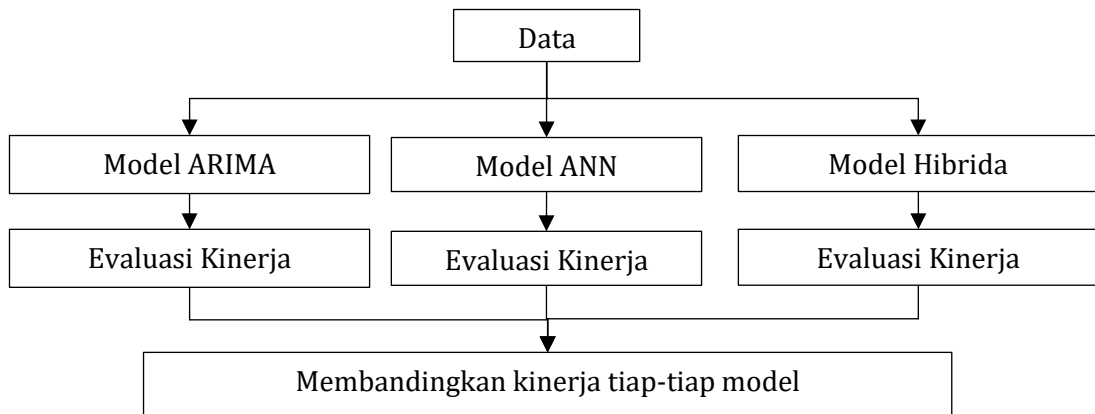 Data
Model ARIMA
Model ANN
Model Hibrida
Evaluasi Kinerja
Evaluasi Kinerja
Evaluasi Kinerja
Membandingkan kinerja tiap-tiap model